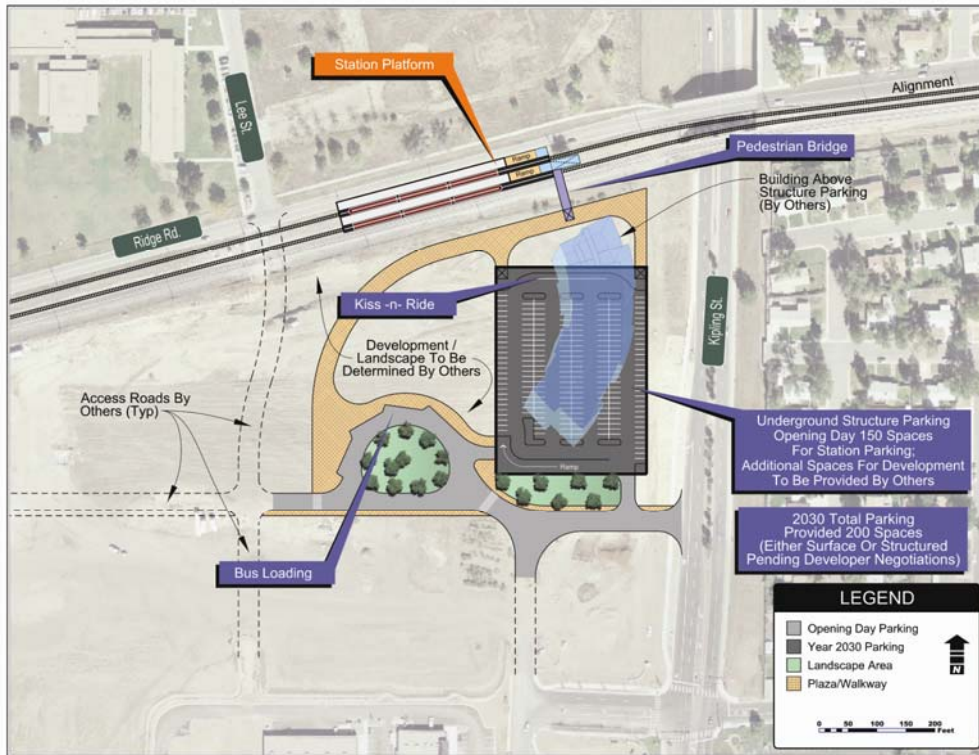 Station Platform
Lee St.
Alignment
Ramp
Ramp
Pedestrian Bridge
Building Above
Structure Parking
(By Others)
Ridge Rd.
Kiss -n- Ride
Kipling St.
Development /
Landscape To Be
Determined By Others
Access Roads By
Others (Typ)
Underground Structure Parking
Opening Day 150 Spaces
For Station Parking;
Additional Spaces For Development
To Be Provided By Others
Ramp
2030 Total Parking
Provided 200 Spaces
(Either Surface Or Structured
Pending Developer Negotiations)
Bus Loading
LEGEND
Opening Day Parking
Year 2030 Parking
Landscape Area
Plaza/Walkway
N
0 50 100 150 200
Feet